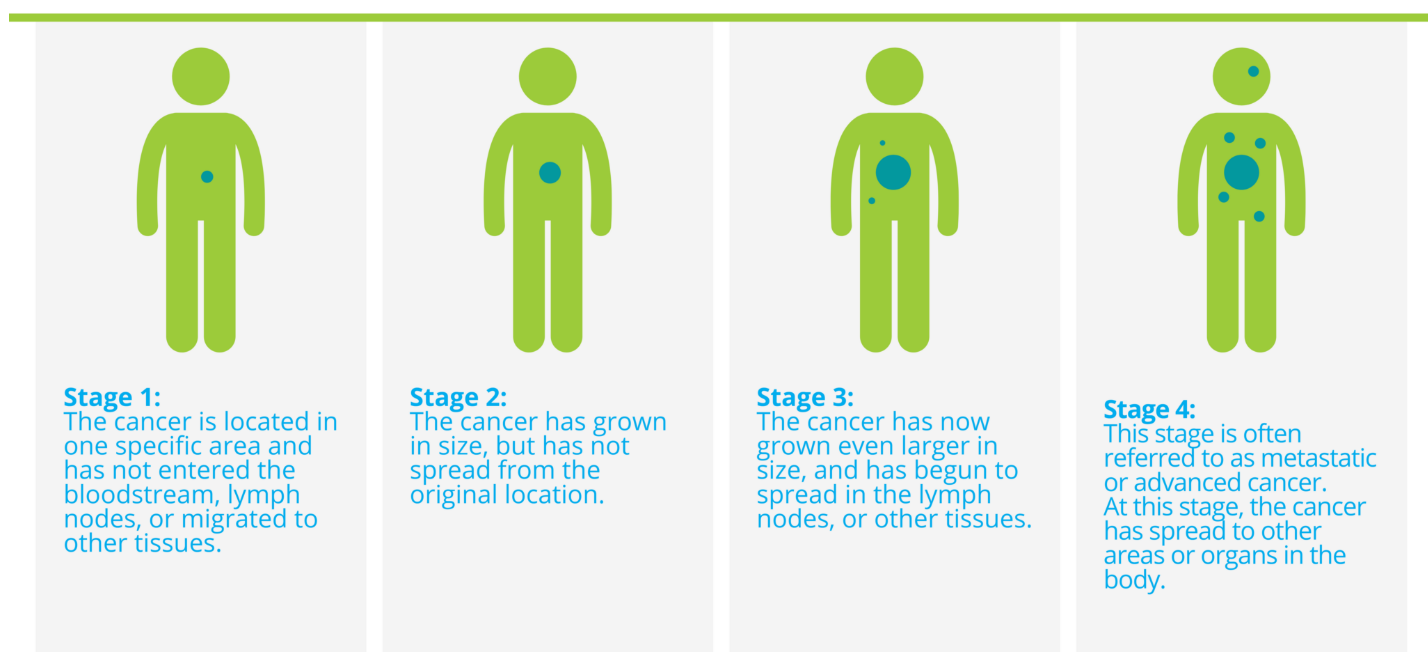 Stage 1:
The cancer is located in
one specific area and
has not entered the
bloodstream, lymph
nodes, or migrated to
other tissues.
Stage 2:
The cancer has grown
in size, but has not
spread from the
original location.
Stage 3:
The cancer has now
grown even larger in
size, and has begun to
spread in the lymph
nodes, or other tissues.
Stage 4:
This stage is often
referred to as metastatic
or advanced cancer.
At this stage, the cancer
has spread to other
areas or organs in the
body.